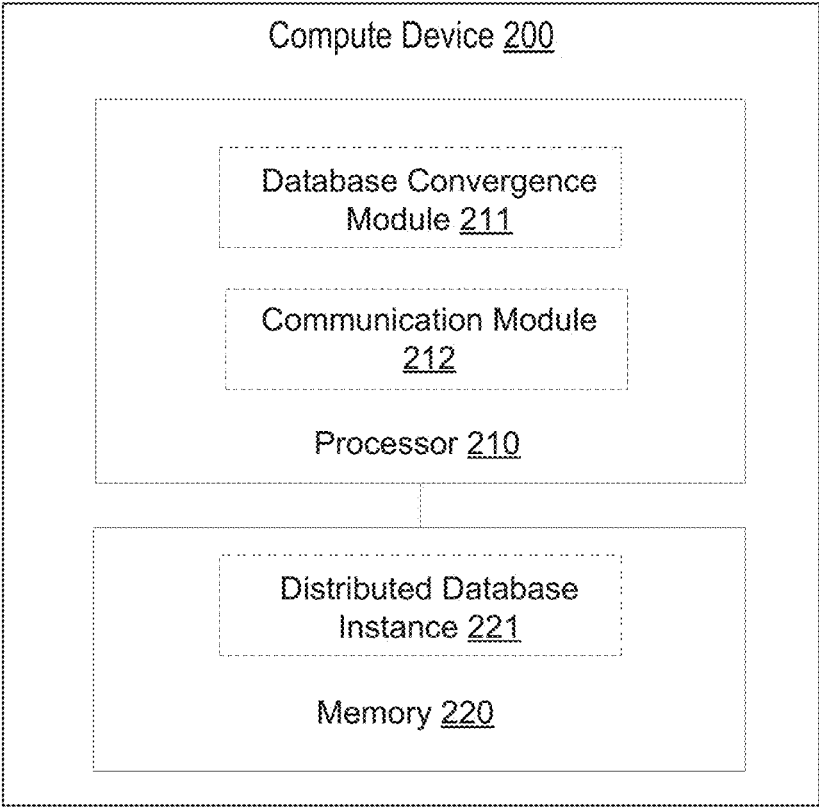 Compute Device 200
Database Convergence
Module 211
Communication Module
212
Processor 210
Distributed Database
Instance 221
Memory 220